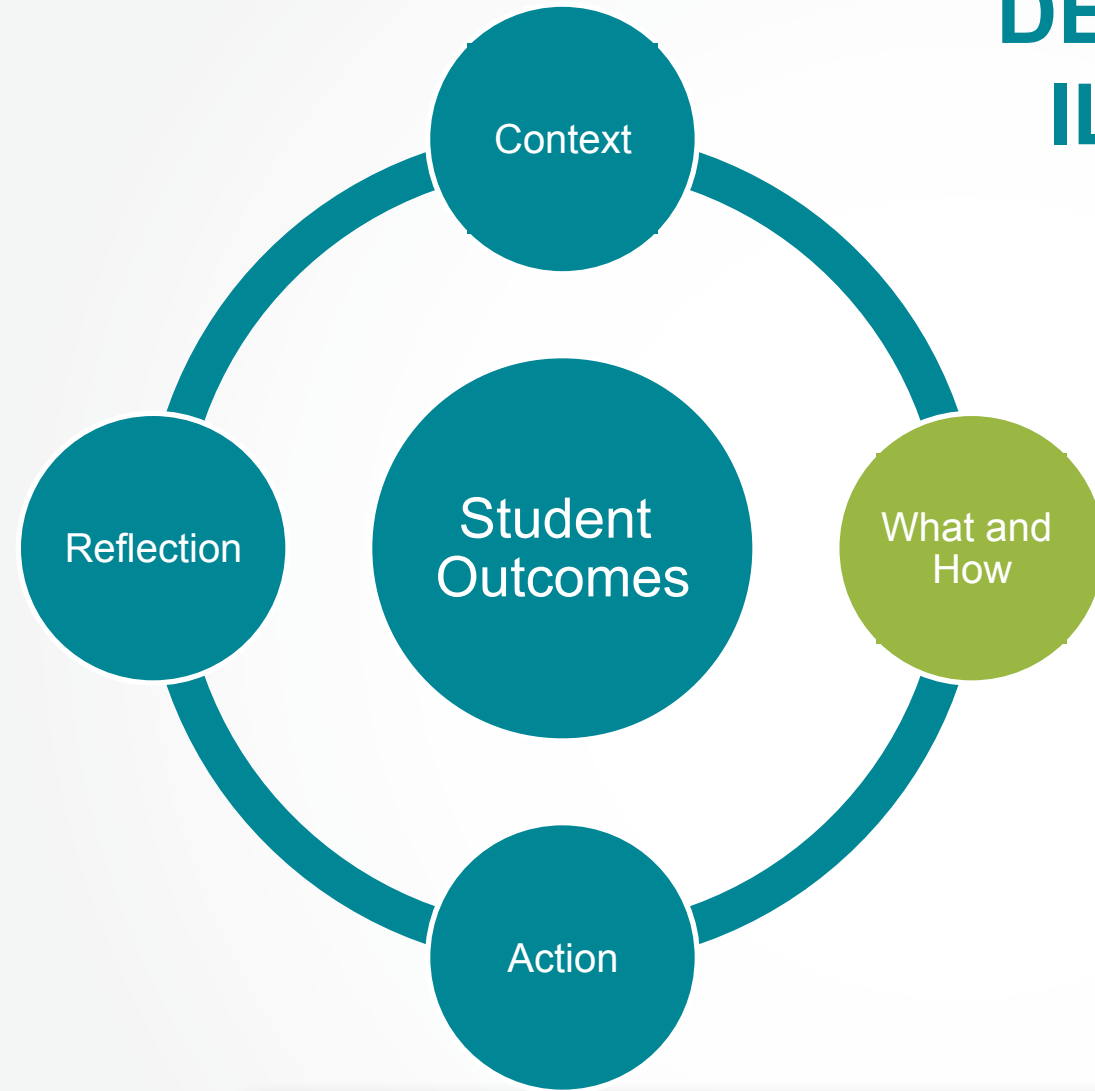 Context
What and
How
Student
Outcomes
Reflection
Action